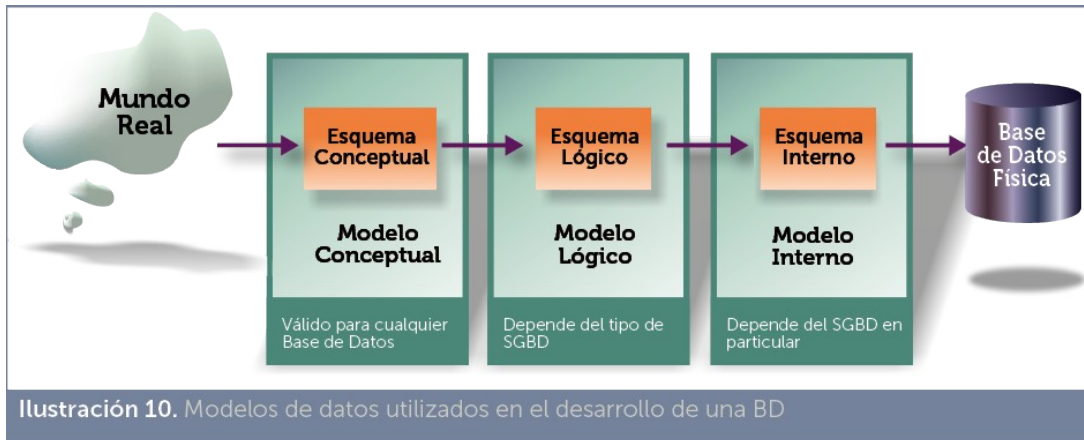 Mundo
Real
Esquema
Conceptual
Modelo
Conceptual
Válido para cualquier
Base de Datos
Esquema
Lógico
Modelo
Lógico
Depende del tipo de
SGBD
Esquema
Interno
Modelo
Interno
Depende del SGBD en
particular
Base
de Datos
Física
Ilustración 10. Modelos de datos utilizados en el desarrollo de una BD